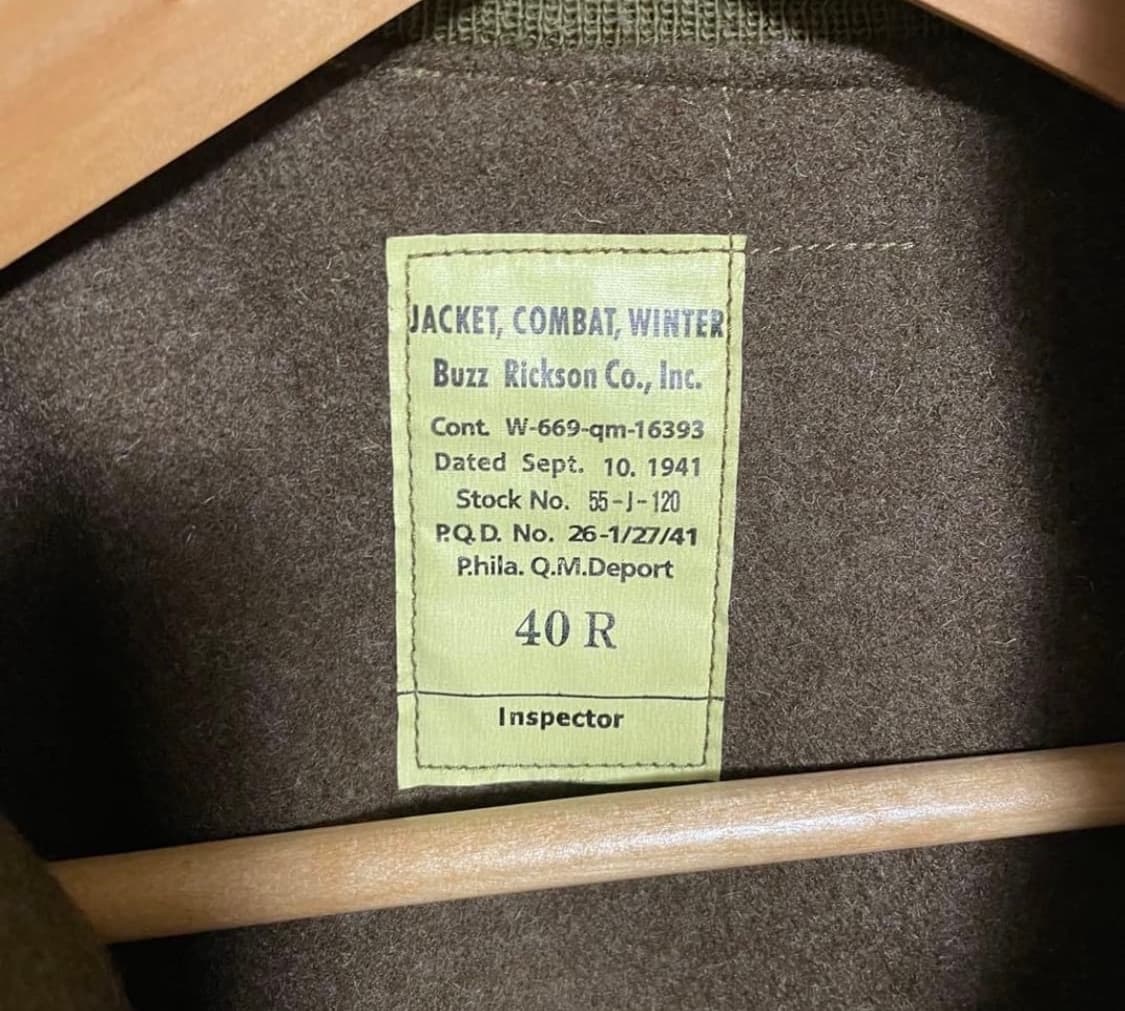 JACKET, COMBAT, WINTER
Buzz Rickson Co., Inc.
Cont. W-669-qm-16393
Dated Sept. 10. 1941
Stock No. 55-J-120
P.Q.D. No. 26-1/27/41
Phila. Q.M.Deport
40 R
Inspector